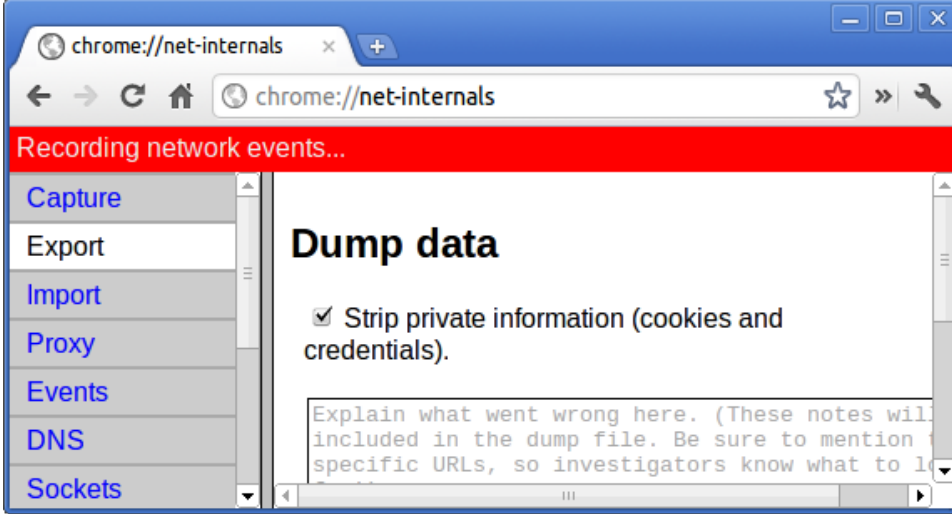 chrome://net-internals
chrome://net-internals
Recording network events...
Capture
Export
Import
Proxy
Events
DNS
Sockets
Dump data
Strip private information (cookies and
credentials).
Explain what went wrong here. (These notes will
included in the dump file. Be sure to mention
specific URLs, so investigators know what to